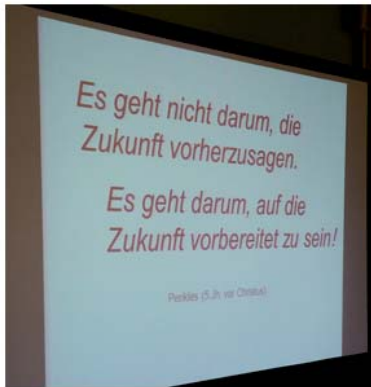 Es geht nicht darum, die
Zukunft vorherzusagen.
Es geht darum, auf die
Zukunft vorbereitet zu sein!
Perikles (5.Jh. vor Christus)